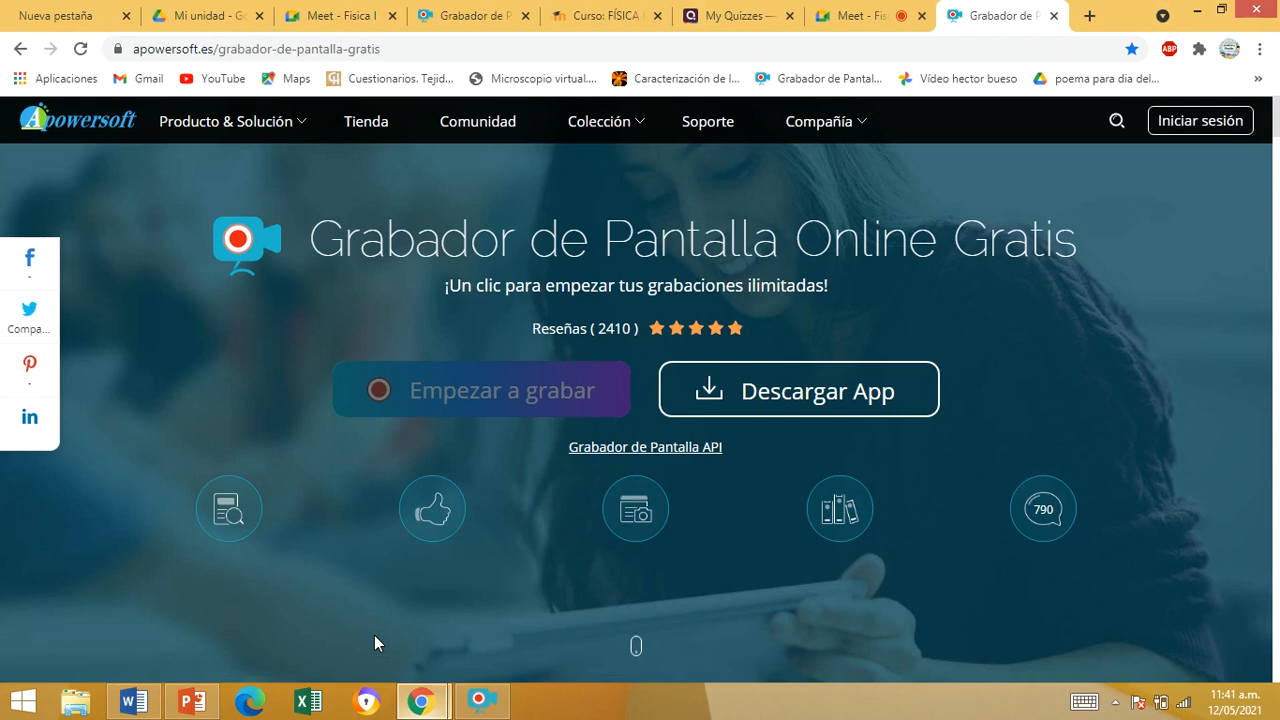 Nueva pestaña
Mi unidad - Go
Meet - Fisica I
Grabador de P
Curso: FÍSICA I
My Quizzes —
Meet - Fis
Grabador de P
apowersoft.es/grabador-de-pantalla-gratis
ABP
Aplicaciones
Gmail
YouTube
Maps
Cuestionarios. Tejid...
Microscopio virtual....
Caracterización de l...
Grabador de Pantal...
Vídeo hector bueso
poema para dia del...
»
Apowersoft
Producto & Solución
Tienda
Comunidad
Colección
Soporte
Compañía
Iniciar sesión
Grabador de Pantalla Online Gratis
¡Un clic para empezar tus grabaciones ilimitadas!
Reseñas ( 2410 )
Empezar a grabar
Descargar App
Grabador de Pantalla API
790
-
Compa...
-
11:41 a.m.
12/05/2021